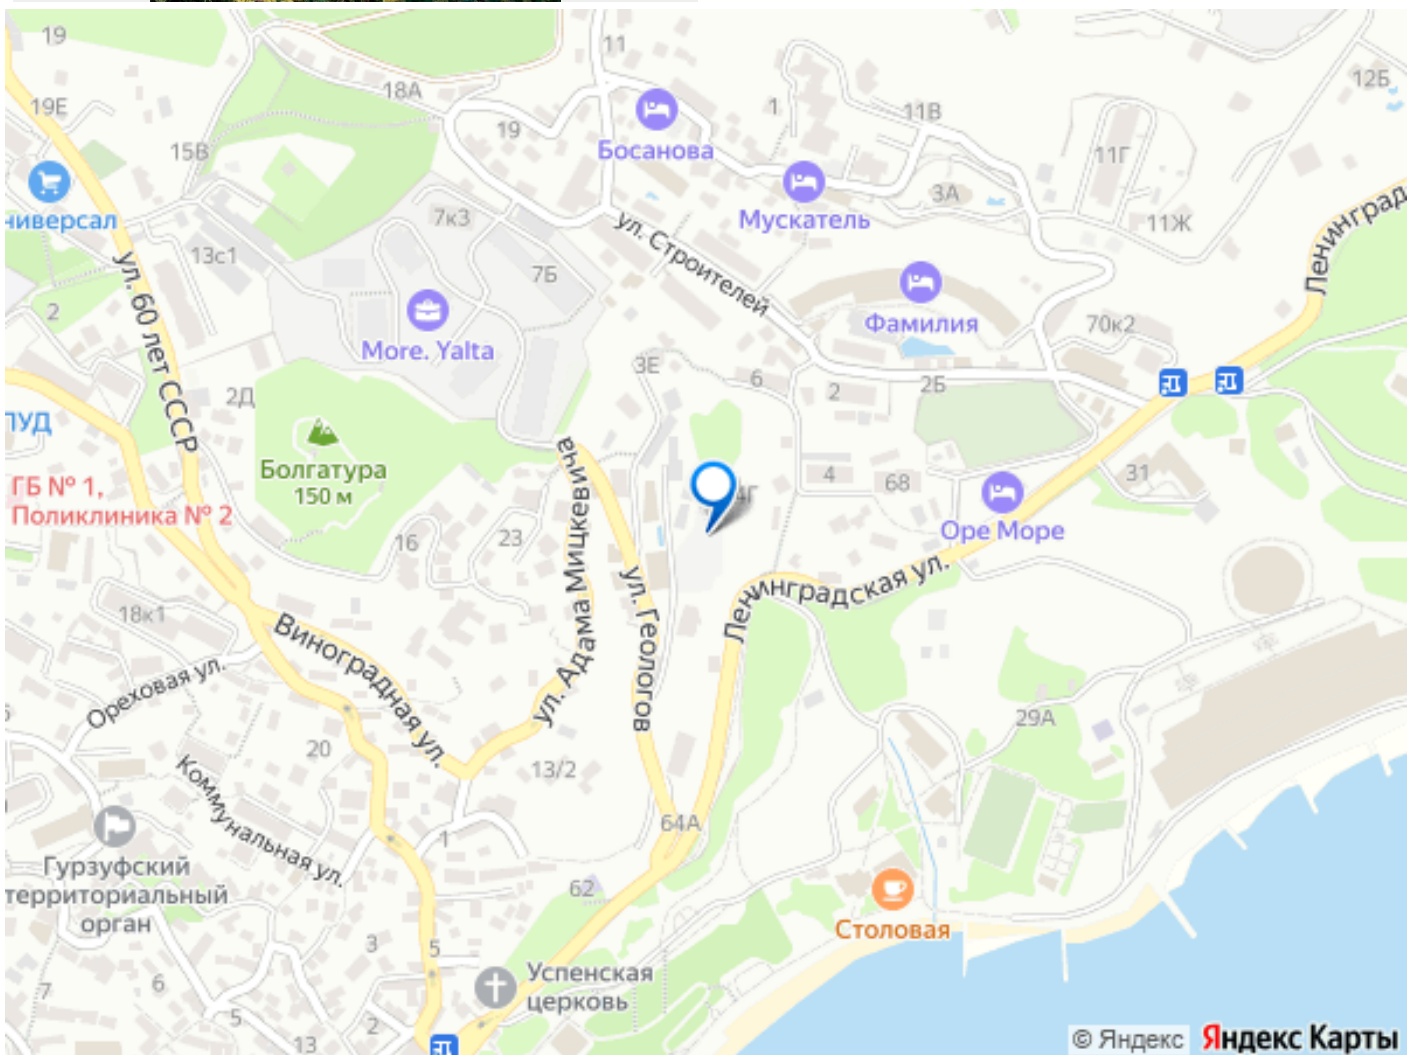 19
11
12Б
18А
19Е
1
11В
19
15В
Босанова
11Г
3А
ниверсал
7к3
Мускатель
11Ж
Ленинград
13с1
ул. Строителей
7Б
ул. 60 лет СССР
2
Фамилия
70к2
More. Yalta
3Е
6
2
2Б
2Д
ПУД
Болгатура
150 м
4
68
31
ГБ № 1,
Поликлиника № 2
4Г
Оре Море
16
23
ул. Адама Мицкевича
ул. Геологов
Ленинградская ул.
18к1
Виноградная ул.
Ореховая ул.
29А
20
13/2
Коммунальная ул.
64А
1
Гурзуфский
территориальный
орган
62
Столовая
3
5
Успенская
церковь
6
7
5
2
13
© Яндекс Яндекс Карты